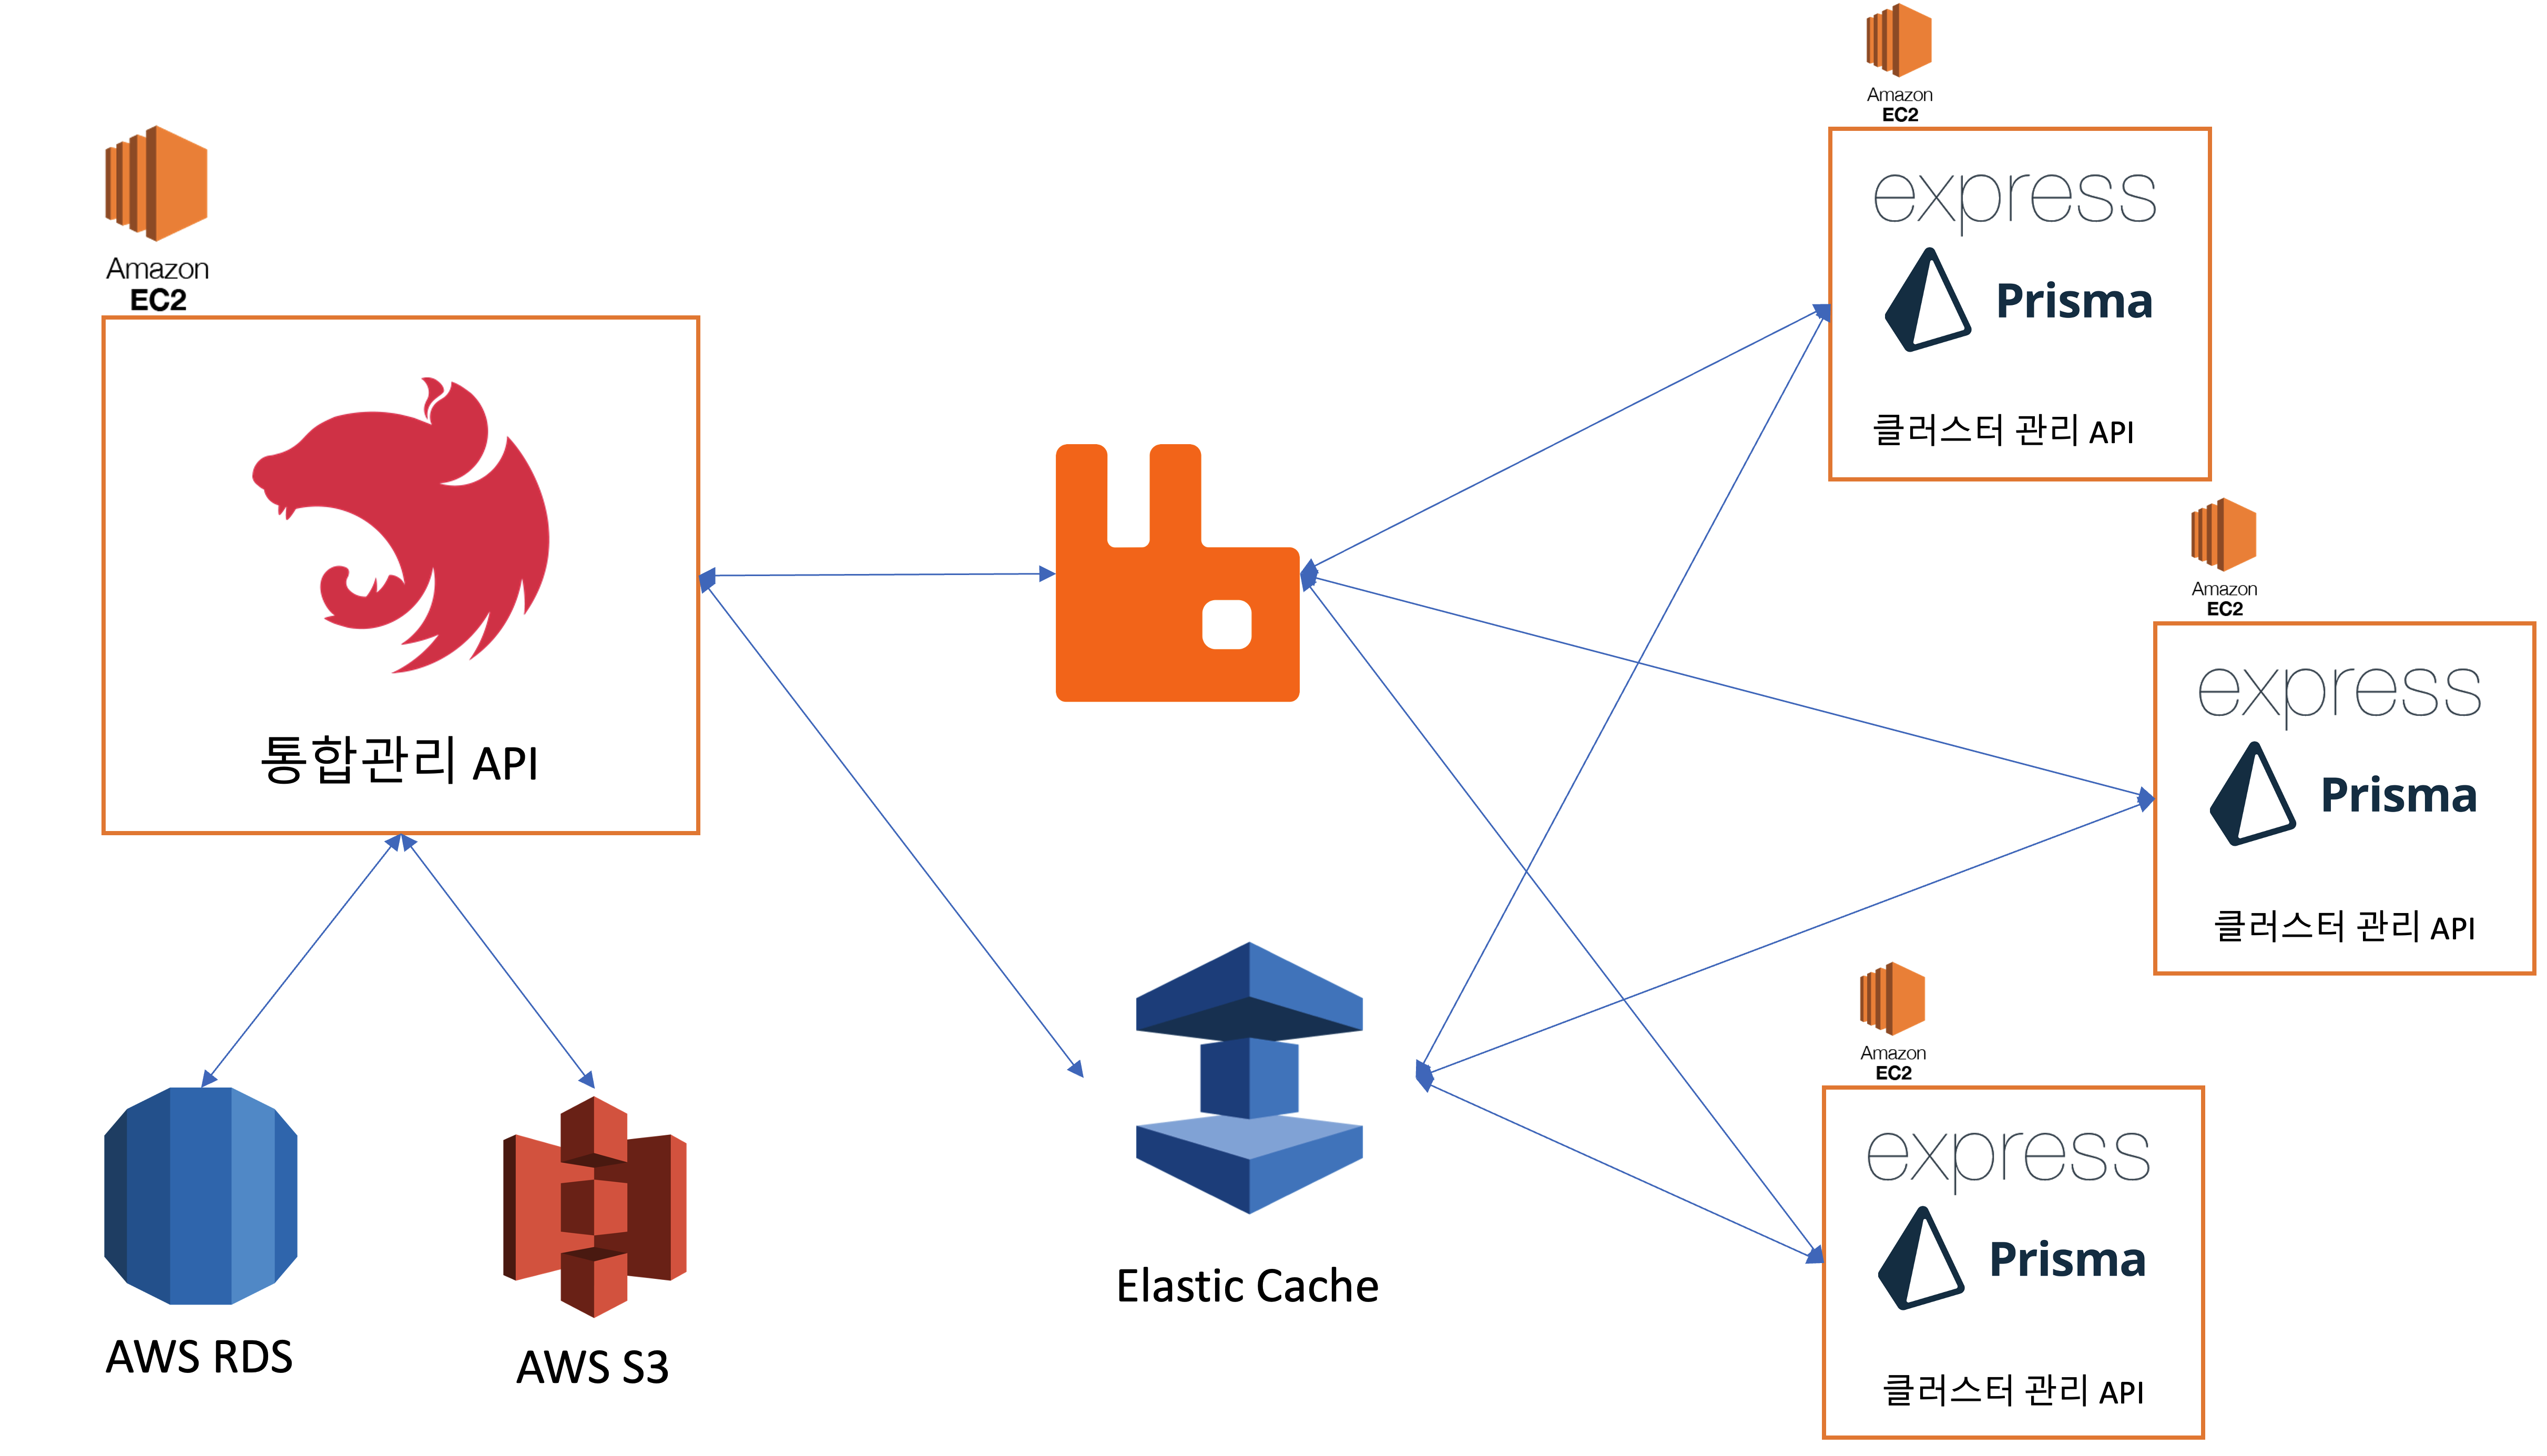 Amazon
EC2
통합관리 API
AWS RDS
AWS S3
Elastic Cache
Amazon
EC2
express
Prisma
클러스터 관리 API
Amazon
EC2
express
Prisma
클러스터 관리 API
Amazon
EC2
express
Prisma
클러스터 관리 API